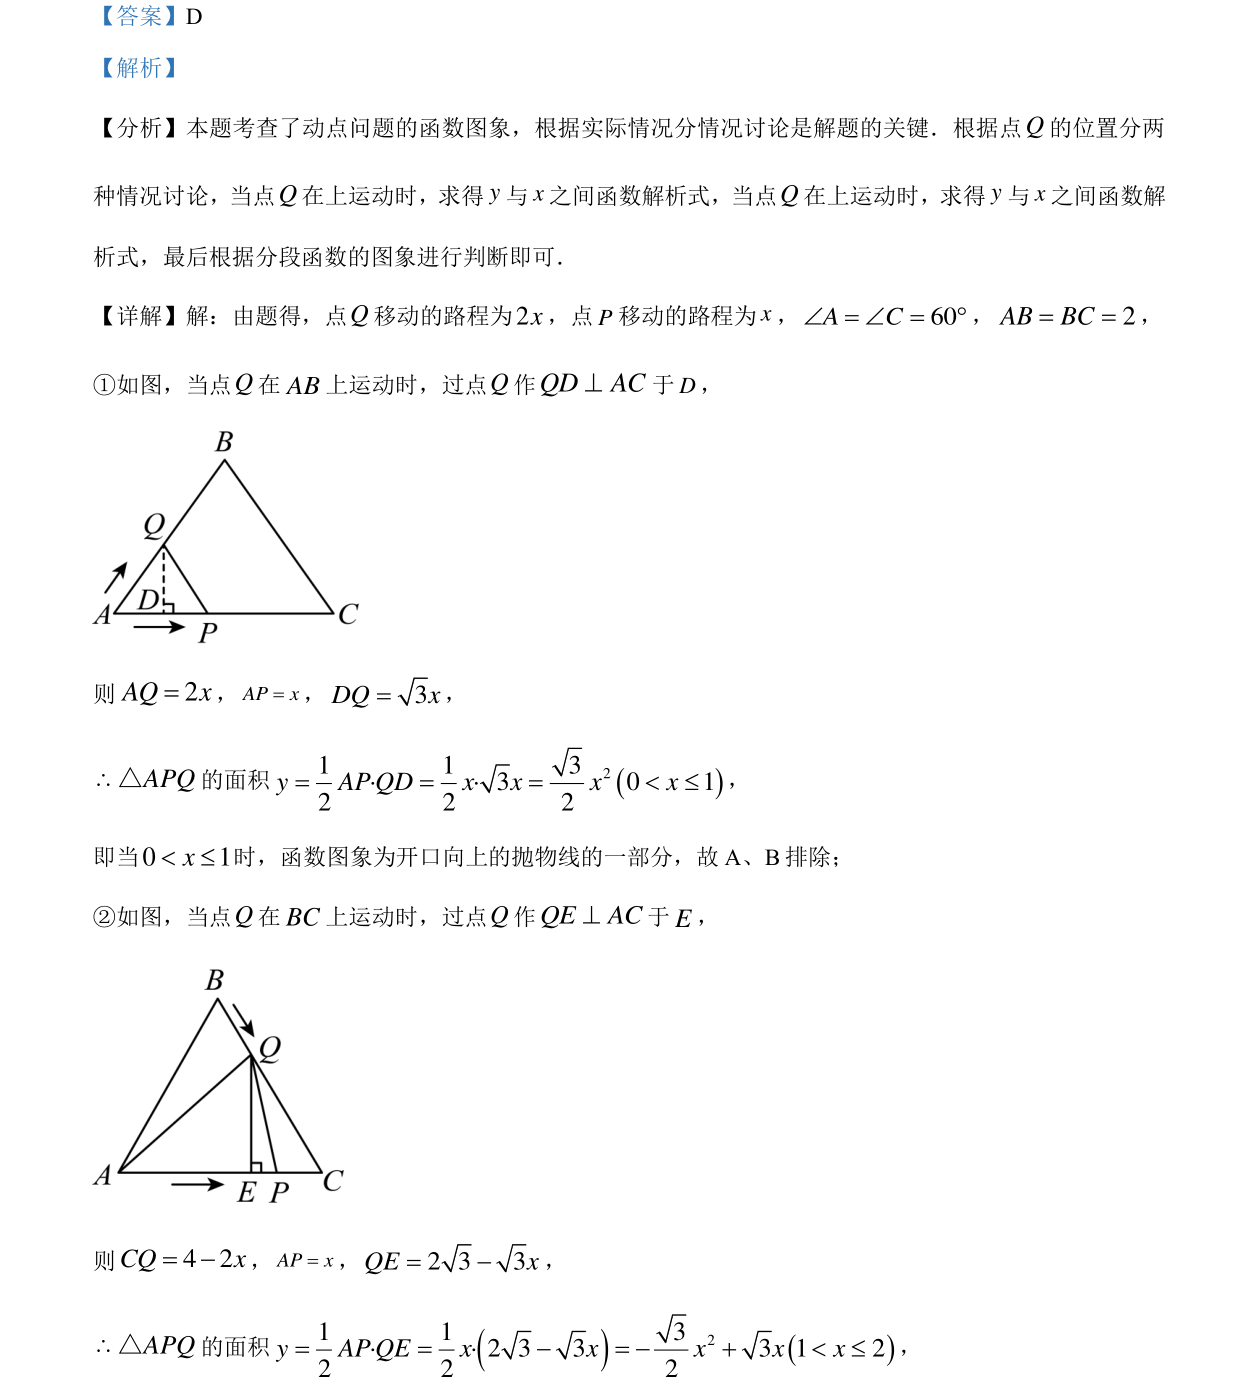 【答案】D
【解析】
【分析】本题考查了动点问题的函数图象，根据实际情况分情况讨论是解题的关键．根据点Q的位置分两
种情况讨论，当点Q在上运动时，求得y与x之间函数解析式，当点Q在上运动时，求得y与x之间函数解
析式，最后根据分段函数的图象进行判断即可．
【详解】解：由题得，点Q移动的路程为2x，点P移动的路程为x，∠A=∠C=60°，AB=BC=2，
①如图，当点Q在AB上运动时，过点Q作QD⊥AC于D，
B
Q
A D C
P
则AQ=2x，AP=x，DQ=√3x，
∴△APQ的面积y=1/2AP·QD=1/2x·√3x=√3/2x²(0<x≤1)，
即当0<x≤1时，函数图象为开口向上的抛物线的一部分，故A、B排除；
②如图，当点Q在BC上运动时，过点Q作QE⊥AC于E，
B
Q
A C
E P
则CQ=4−2x，AP=x，QE=2√3−√3x，
∴△APQ的面积y=1/2AP·QE=1/2x·(2√3−√3x)=−√3/2x²+√3x(1<x≤2)，